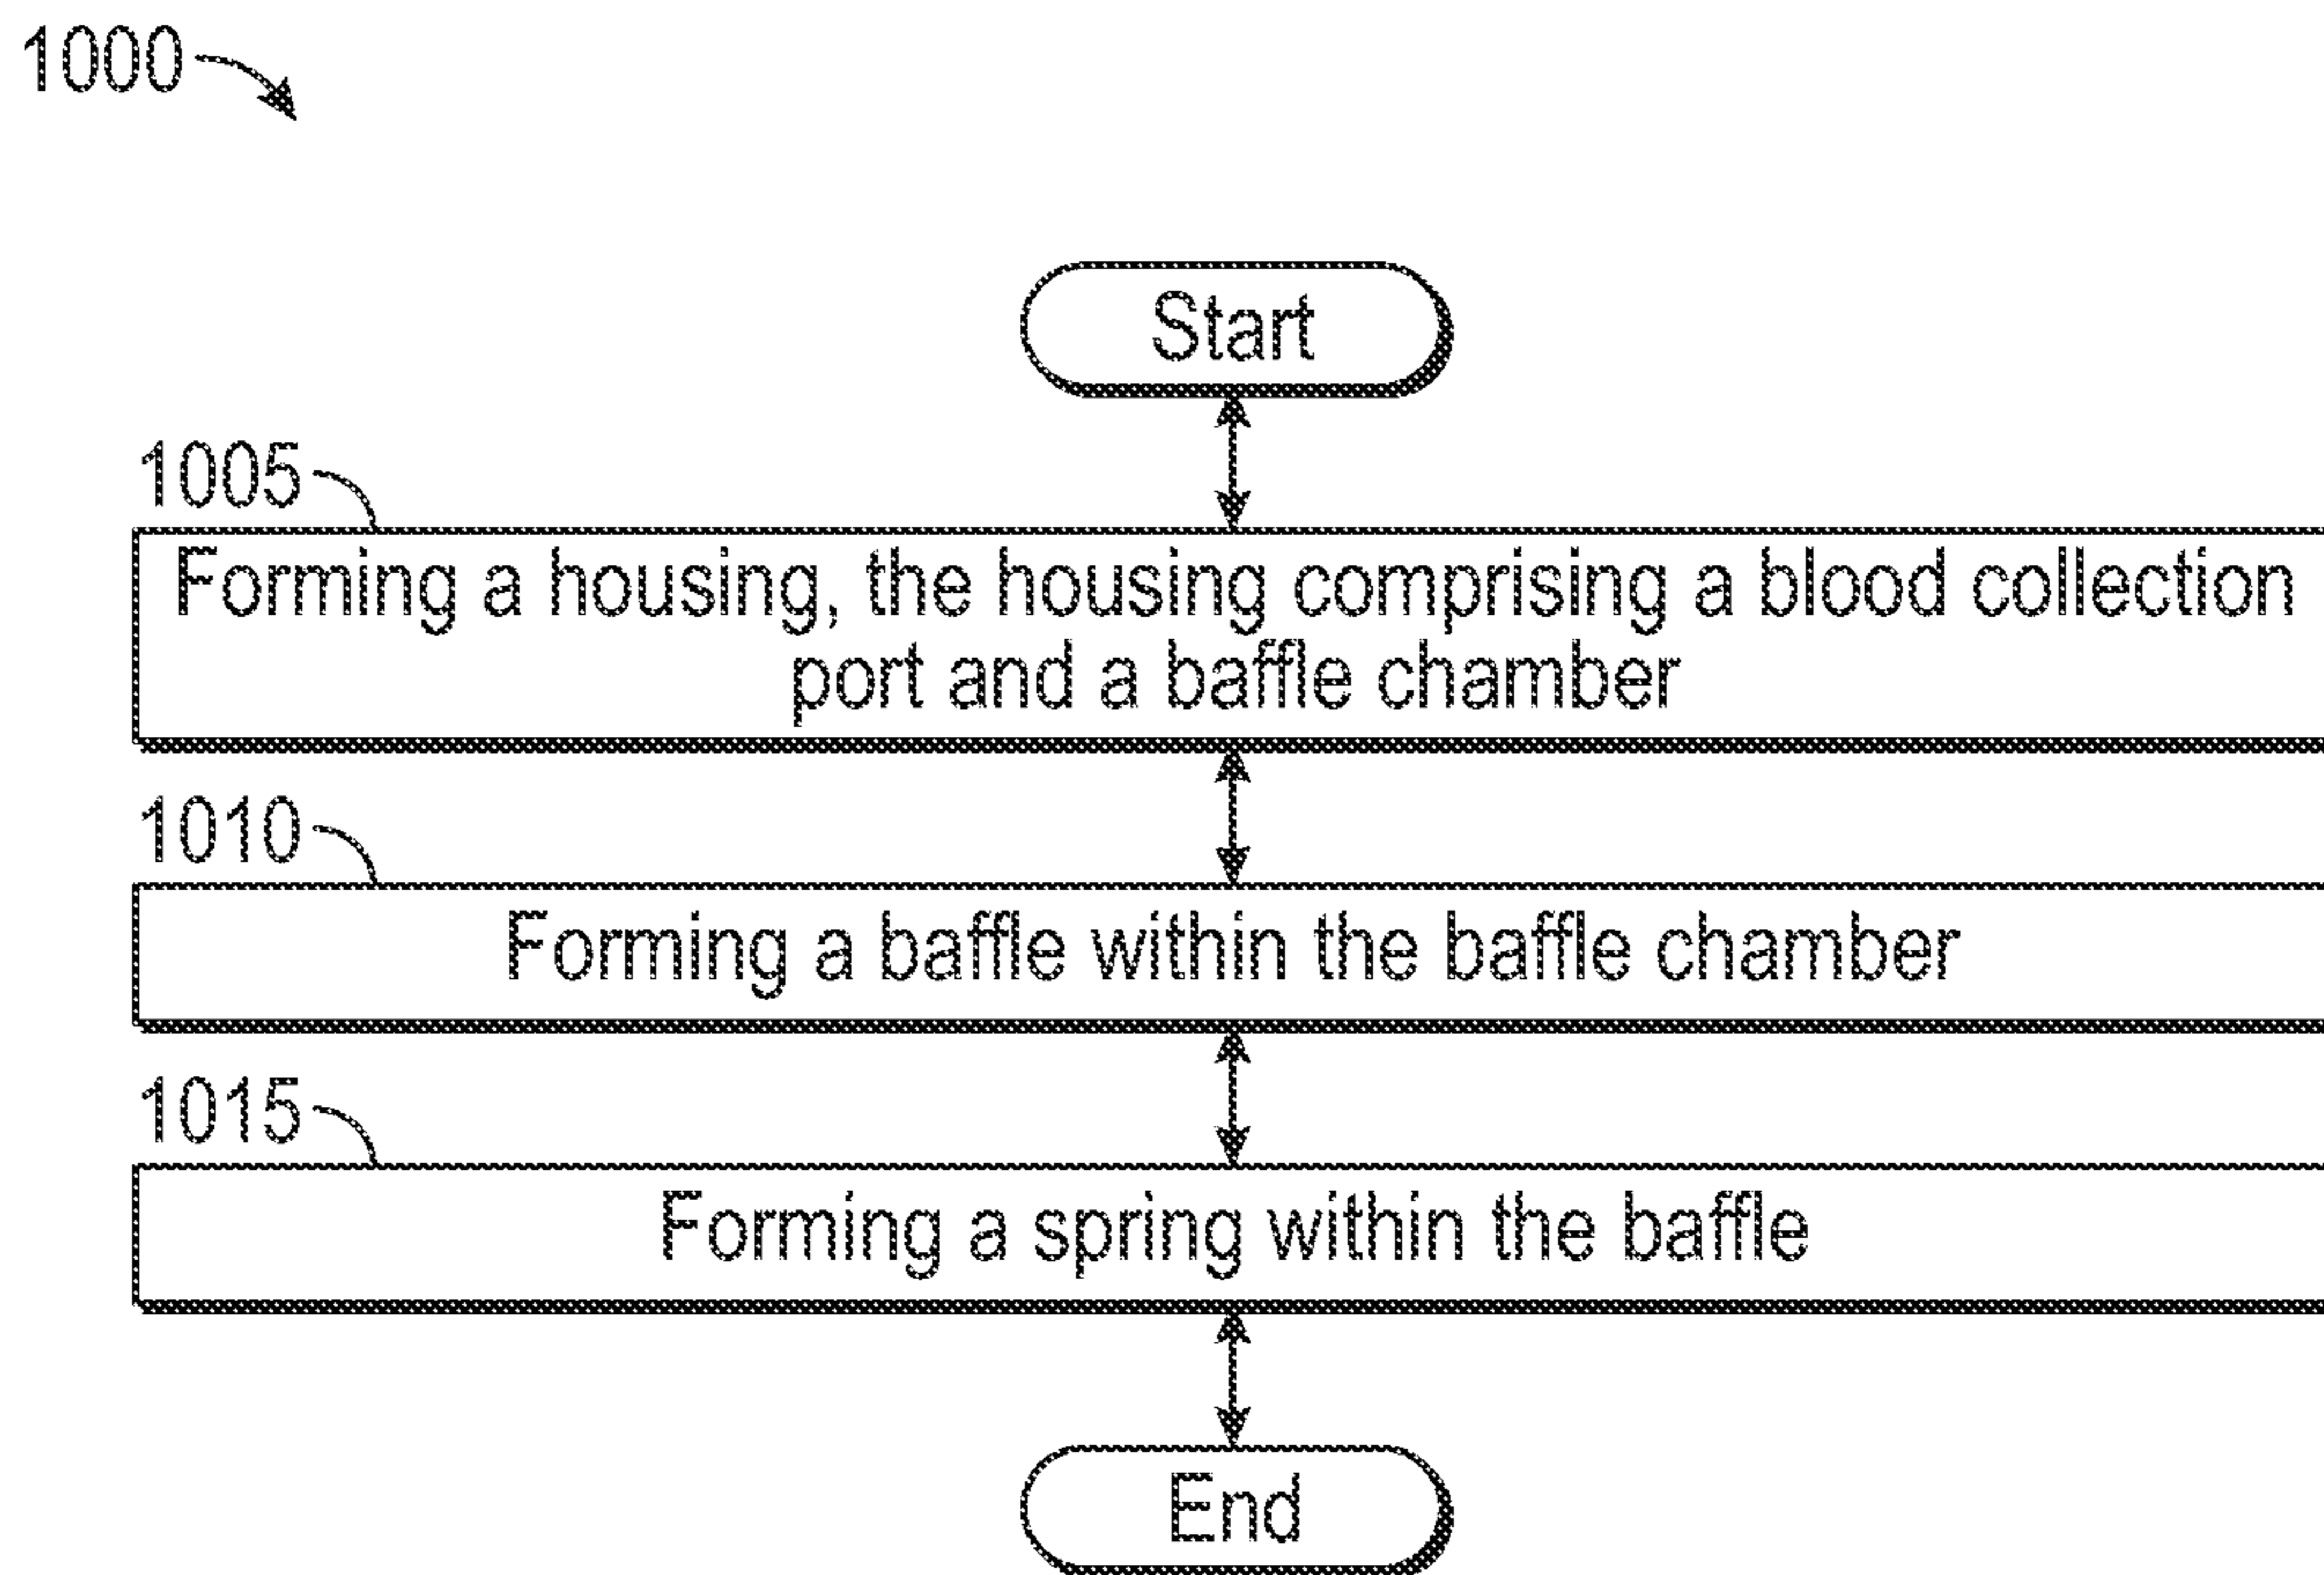 1000
Start
1005
Forming a housing, the housing comprising a blood collection
port and a baffle chamber
1010
Forming a baffle within the baffle chamber
1015
Forming a spring within the baffle
End